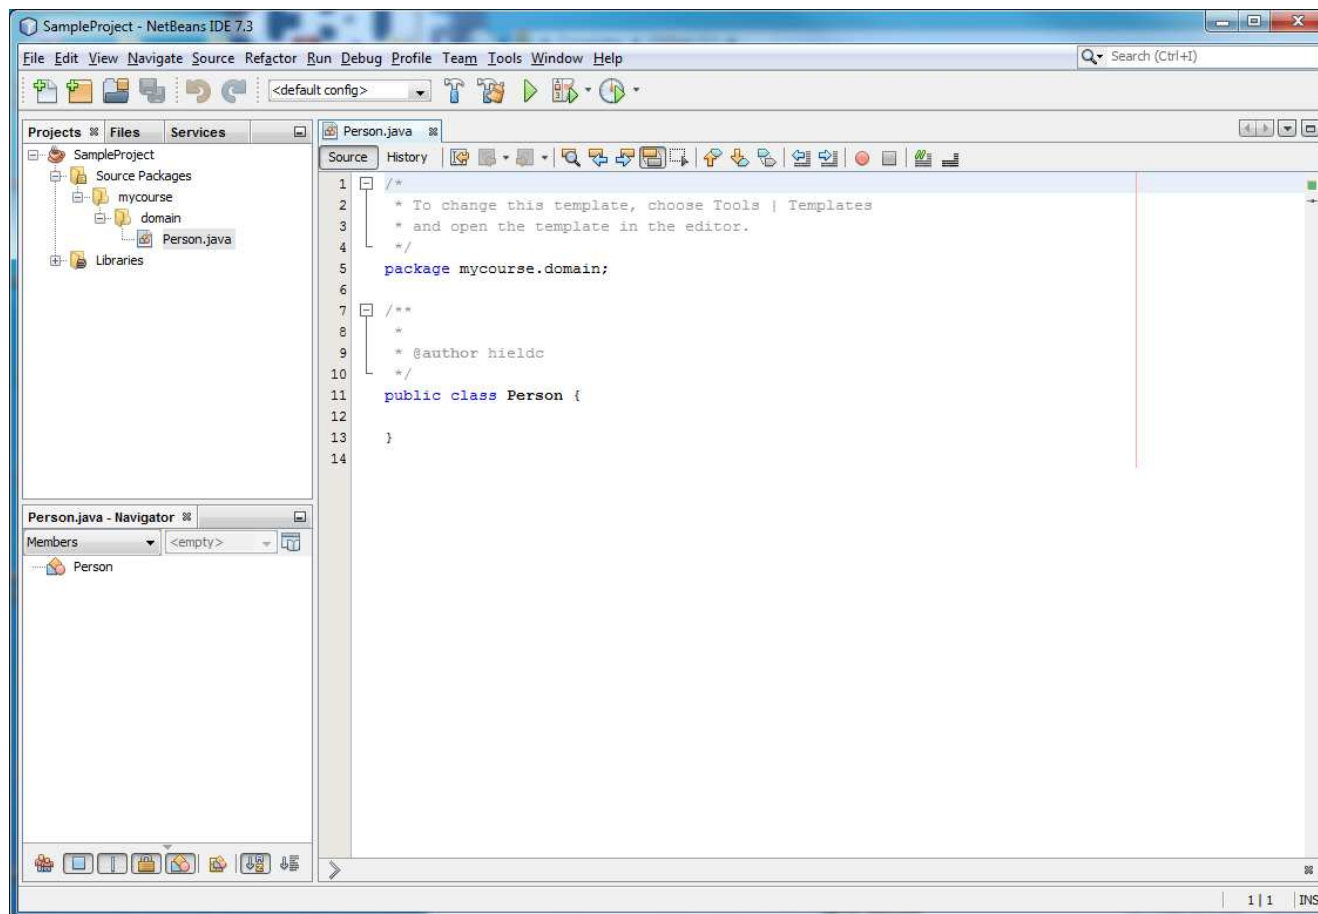 SampleProject - NetBeans IDE 7.3
File Edit View Navigate Source Refactor Run Debug Profile Team Tools Window Help
Search (Ctrl+I)
<default config>
Projects Files Services
SampleProject
Source Packages
mycourse
domain
Person.java
Libraries
Person.java - Navigator
Members <empty>
Person
Person.java
Source History
1 /*
2 * To change this template, choose Tools | Templates
3 * and open the template in the editor.
4 */
5 package mycourse.domain;
6
7 /**
8 *
9 * @author hieldc
10 */
11 public class Person {
12
13 }
14
1 | 1 INS